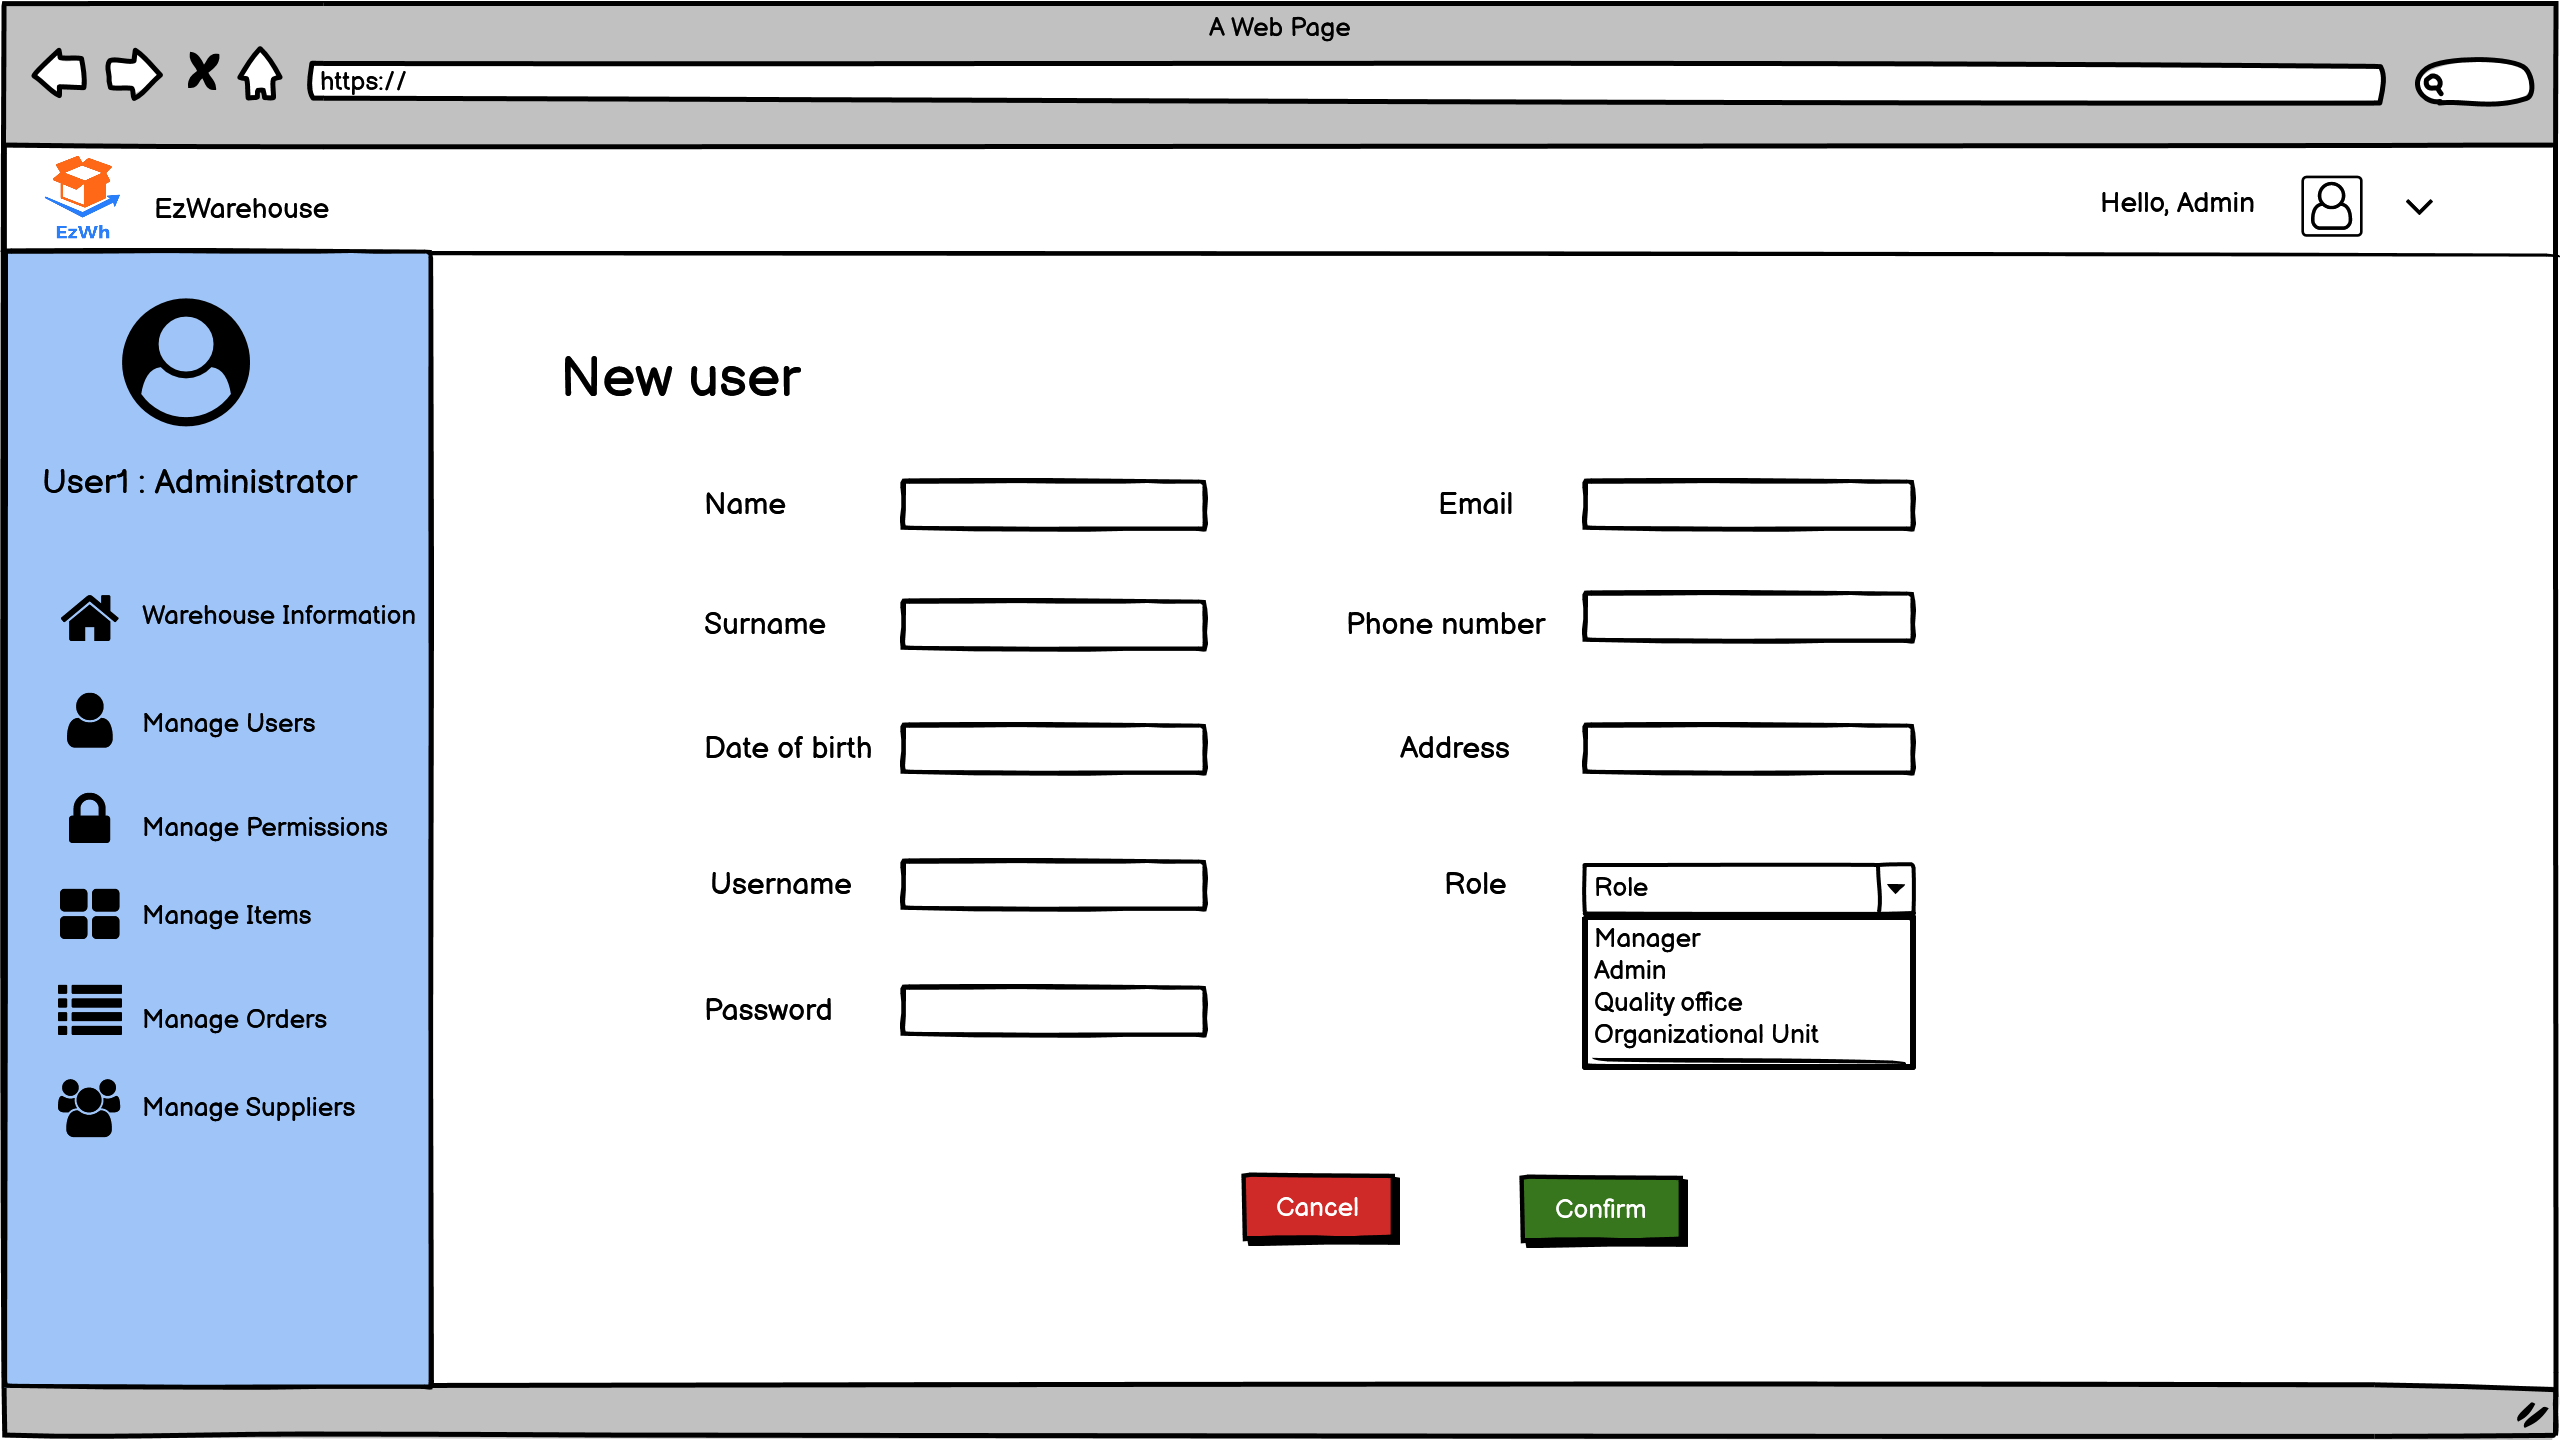 A Web Page
https://
EzWh
EzWarehouse
Hello, Admin
User1 : Administrator
Warehouse Information
Manage Users
Manage Permissions
Manage Items
Manage Orders
Manage Suppliers
New user
Name
Email
Surname
Phone number
Date of birth
Address
Username
Role
Role
Manager
Admin
Quality office
Organizational Unit
Password
Cancel
Confirm